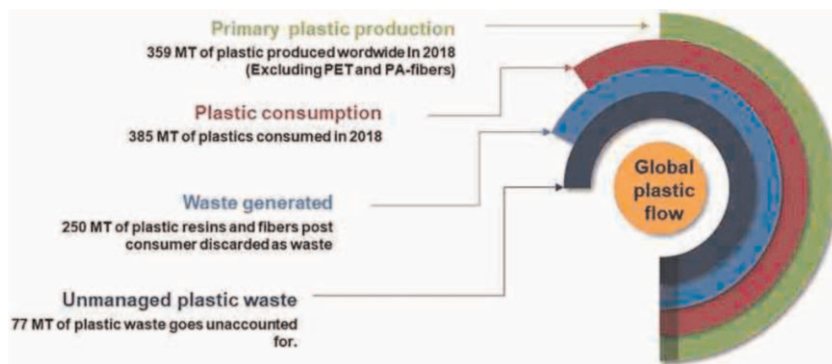 Primary plastic production
359 MT of plastic produced wordwide In 2018
(Excluding PET and PA-fibers)
Plastic consumption
385 MT of plastics consumed in 2018
Waste generated
250 MT of plastic resins and fibers post
consumer discarded as waste
Unmanaged plastic waste
77 MT of plastic waste goes unaccounted
for.
Global
plastic
flow